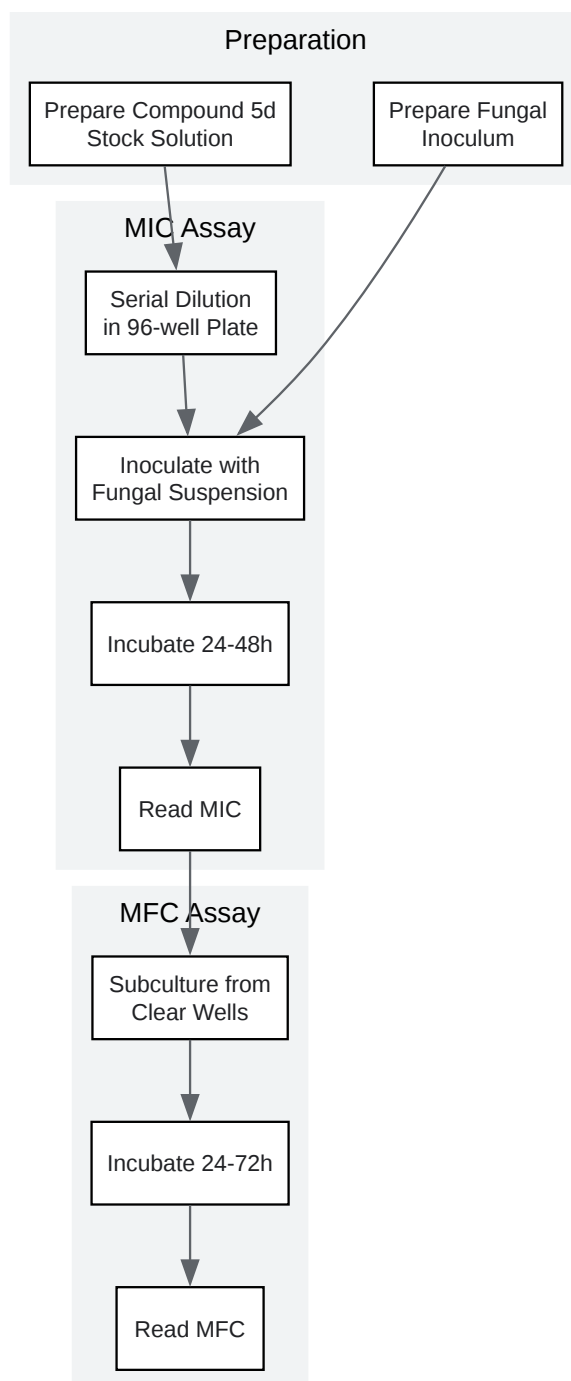 Preparation
Prepare Compound 5d
Stock Solution
Prepare Fungal
Inoculum
MIC Assay
Serial Dilution
in 96-well Plate
Inoculate with
Fungal Suspension
Incubate 24-48h
Read MIC
MFC Assay
Subculture from
Clear Wells
Incubate 24-72h
Read MFC